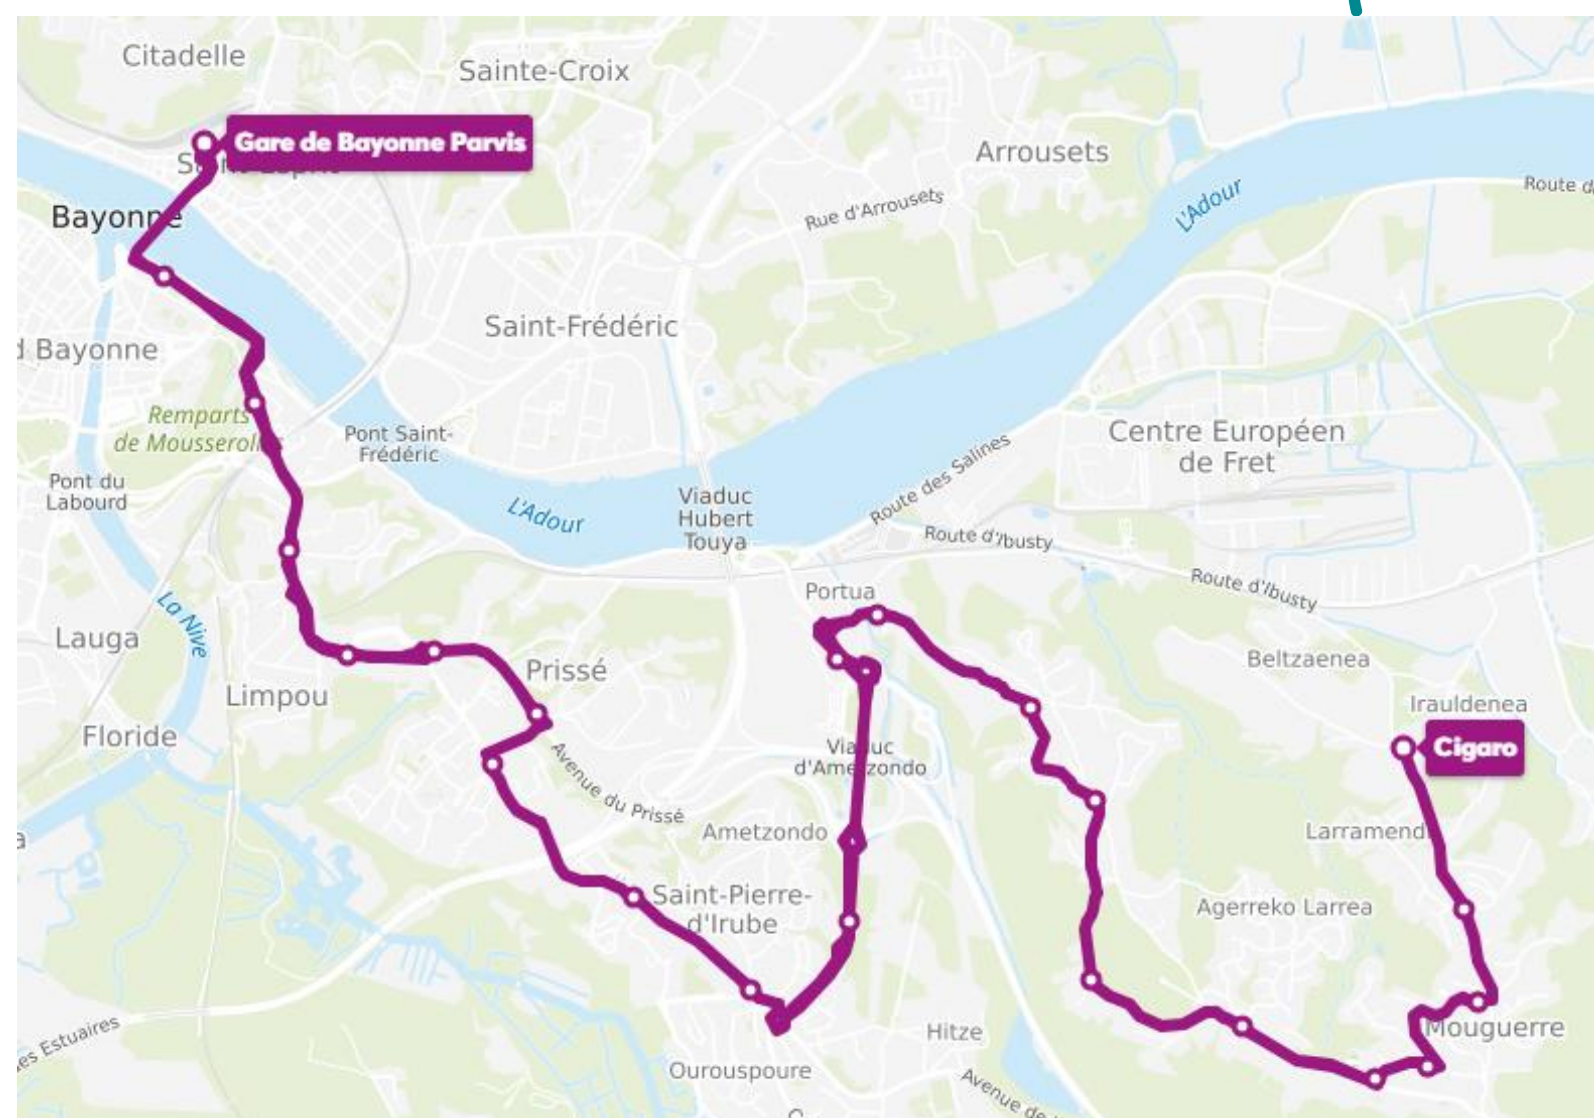 Citadelle
Sainte-Croix
Gare de Bayonne Parvis
Arrousets
Route
L'Adour
Rue d'Arrousets
Bayonne
Saint-Frédéric
Bayonne
Remparts
de Mousserolles
Pont Saint-
Frédéric
Centre Européen
de Fret
Route des Salines
Pont du
Labourd
L'Adour
Viaduc
Hubert
Touya
Route d'Ibusty
Route d'Ibusty
Portua
La Nive
Lauga
Prissé
Beltzaenea
Limpou
Irauldenea
Floride
Cigaro
Viaduc
d'Ametzondo
Avenue du Prissé
Ametzondo
Larramendi
Saint-Pierre-
d'Irube
Agerreko Larrea
Estuaires
Hitze
Mouguerre
Ourouspoure
Avenue de